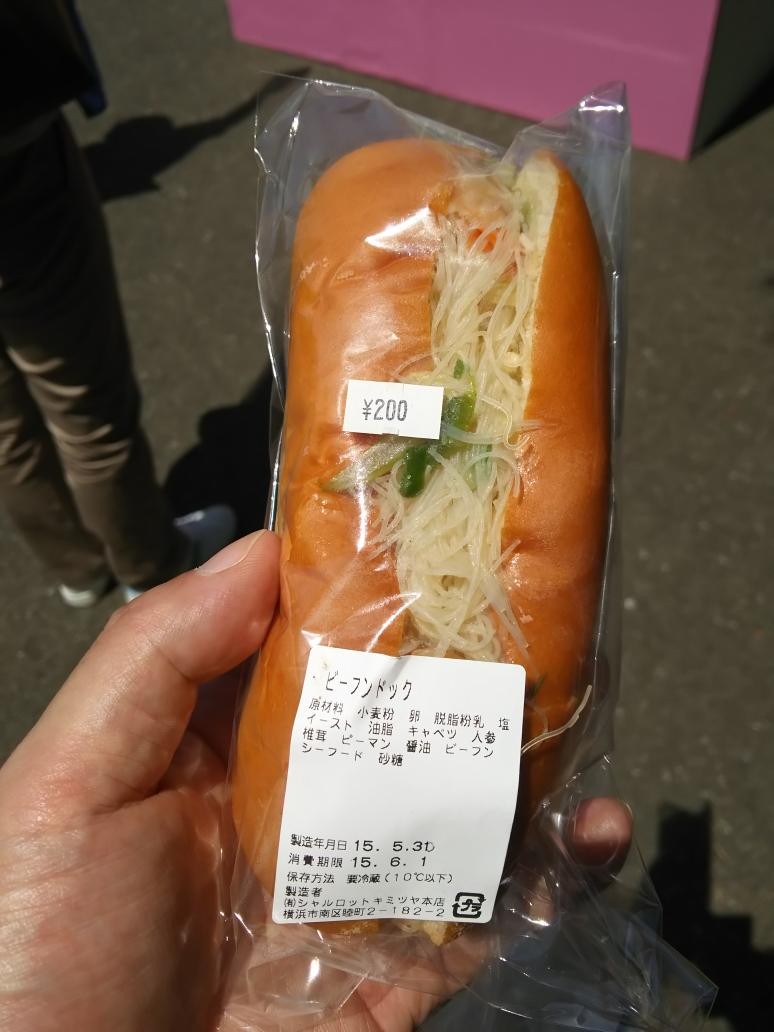 ¥200
ビーフンドック
原材料 小麦粉 卵 脱脂粉乳 塩
イースト 油脂 キャベツ 人参
椎茸 ピーマン 醤油 ビーフン
シーフード 砂糖
製造年月日 15. 5.31
消費期限 15. 6. 1
保存方法 要冷蔵(10℃以下)
製造者
㈲シャルロットキミツヤ本店
横浜市南区睦町2-182-2
プラ